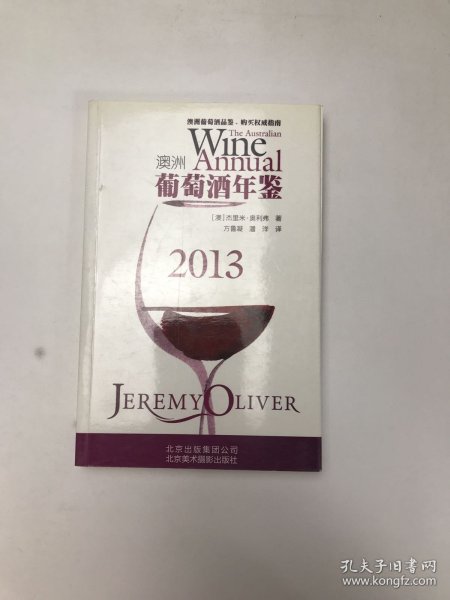 澳洲葡萄酒品鉴、购买权威指南
The Australian
Wine
澳洲 Annual
葡萄酒年鉴
[澳]杰里米·奥利弗 著
方鲁凝 潘洋 译
2013
JEREMY OLIVER
北京出版集团公司
北京美术摄影出版社
孔夫子旧书网
www.kongfz.com